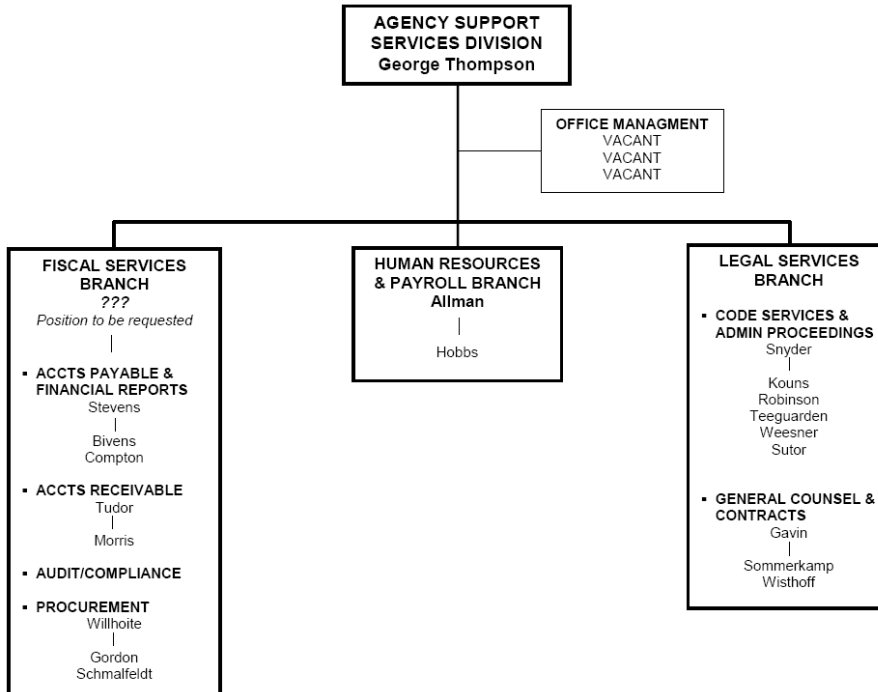 AGENCY SUPPORT
SERVICES DIVISION
George Thompson
OFFICE MANAGMENT
VACANT
VACANT
VACANT
FISCAL SERVICES
BRANCH
???
Position to be requested
▪ ACCTS PAYABLE &
FINANCIAL REPORTS
Stevens
Bivens
Compton
▪ ACCTS RECEIVABLE
Tudor
Morris
▪ AUDIT/COMPLIANCE
▪ PROCUREMENT
Willhoite
Gordon
Schmalfeldt
HUMAN RESOURCES
& PAYROLL BRANCH
Allman
Hobbs
LEGAL SERVICES
BRANCH
▪ CODE SERVICES &
ADMIN PROCEEDINGS
Snyder
Kouns
Robinson
Teeguarden
Weesner
Sutor
▪ GENERAL COUNSEL &
CONTRACTS
Gavin
Sommerkamp
Wisthoff